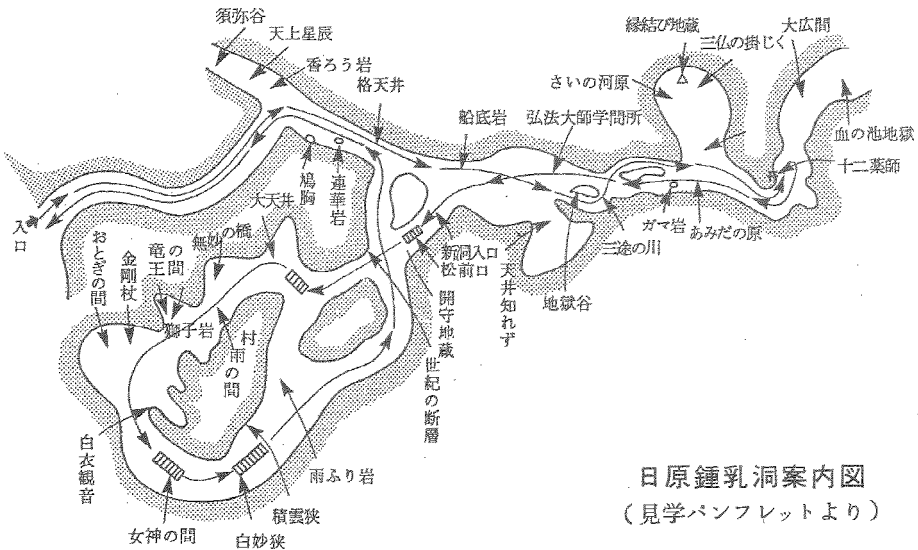 須弥谷
天上星辰
香ろう岩
格天井
船底岩
弘法大師学問所
さいの河原
縁結び地蔵
三仏の掛じく
大広間
血の池地獄
十二薬師
あみだの原
ガマ岩
三途の川
地獄谷
天井知れず
新洞入口
松前口
開守地蔵
世紀の断層
鳩胸
連華岩
大天井
無妙の橋
竜王の間
金剛杖
おとぎの間
入口
獅子岩
村雨の間
白衣観音
女神の間
白妙狭
積雲狭
雨ふり岩
日原鍾乳洞案内図
（見学パンフレットより）